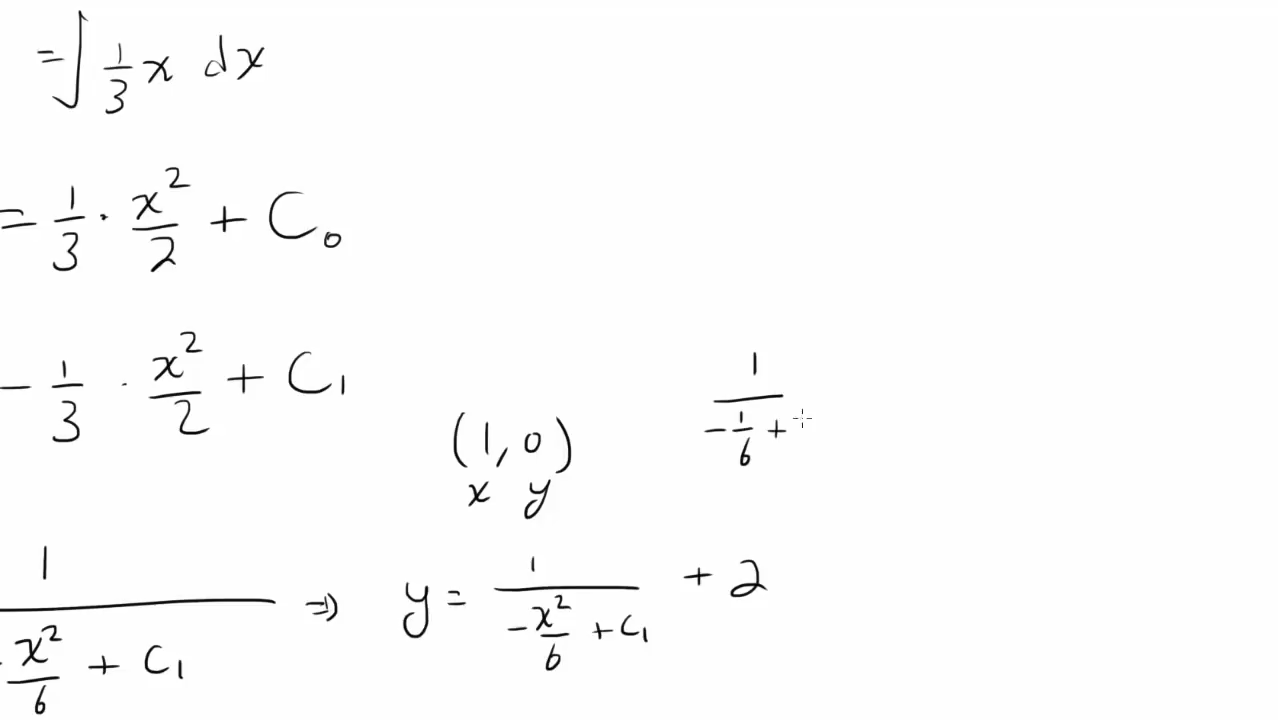 = ∫ 1/3 x dx
= 1/3 · x²/2 + C₀
- 1/3 · x²/2 + C₁
1/(-1/6 +
(1, 0)
x y
1/(x²/6 + C₁) ⇒ y = 1/(-x²/6 + C₁) + 2